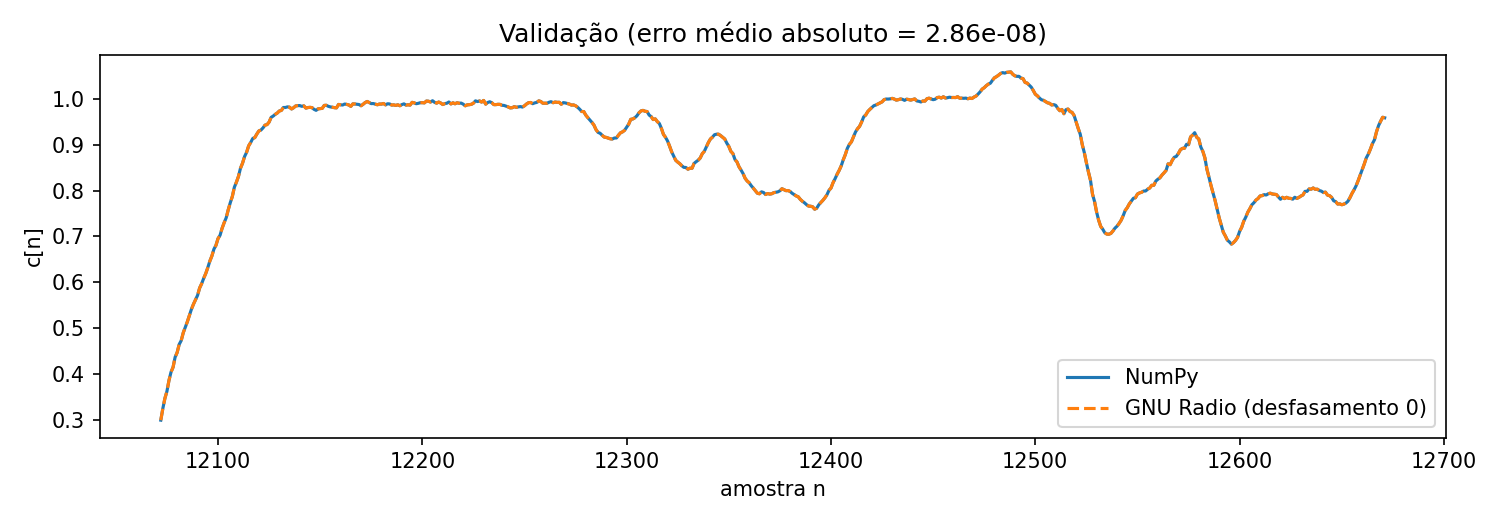 Validação (erro médio absoluto = 2.86e-08)
c[n]
1.0
0.9
0.8
0.7
0.6
0.5
0.4
0.3
NumPy
GNU Radio (desfasamento 0)
12100 12200 12300 12400 12500 12600 12700
amostra n